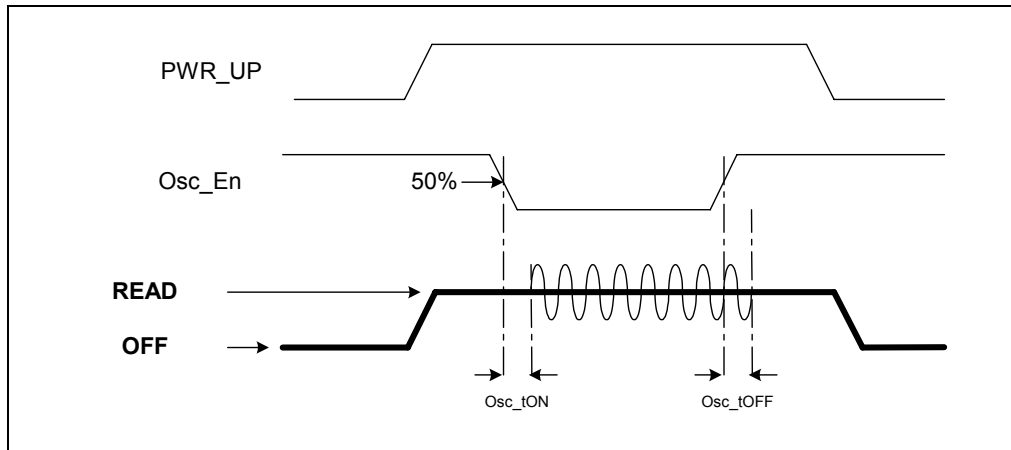 PWR_UP
Osc_En
50%
READ
OFF
Osc_tON
Osc_tOFF